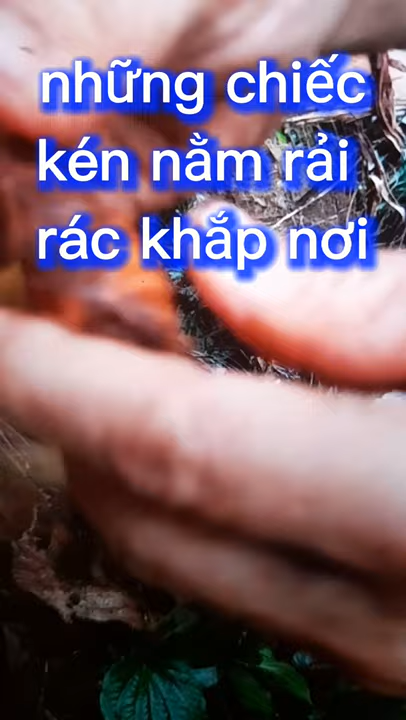 những chiếc
kén nằm rải
rác khắp nơi